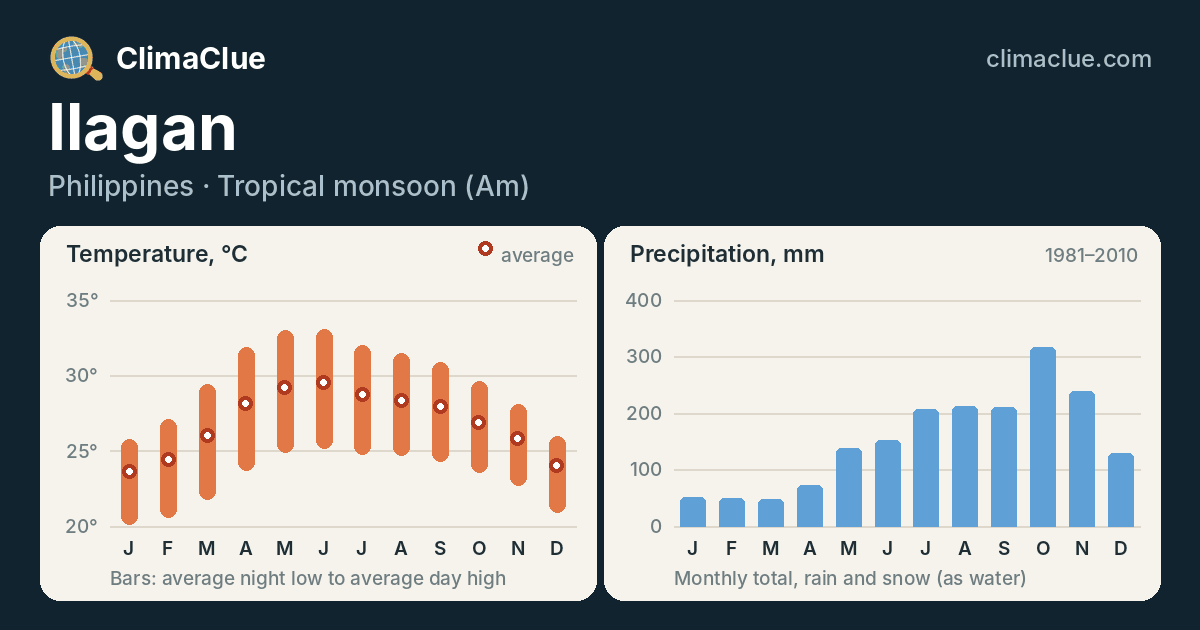 ClimaClue
climaclue.com
Ilagan
Philippines · Tropical monsoon (Am)
Temperature, °C
average
35°
30°
25°
20°
J F M A M J J A S O N D
Bars: average night low to average day high
Precipitation, mm
1981–2010
400
300
200
100
0
J F M A M J J A S O N D
Monthly total, rain and snow (as water)